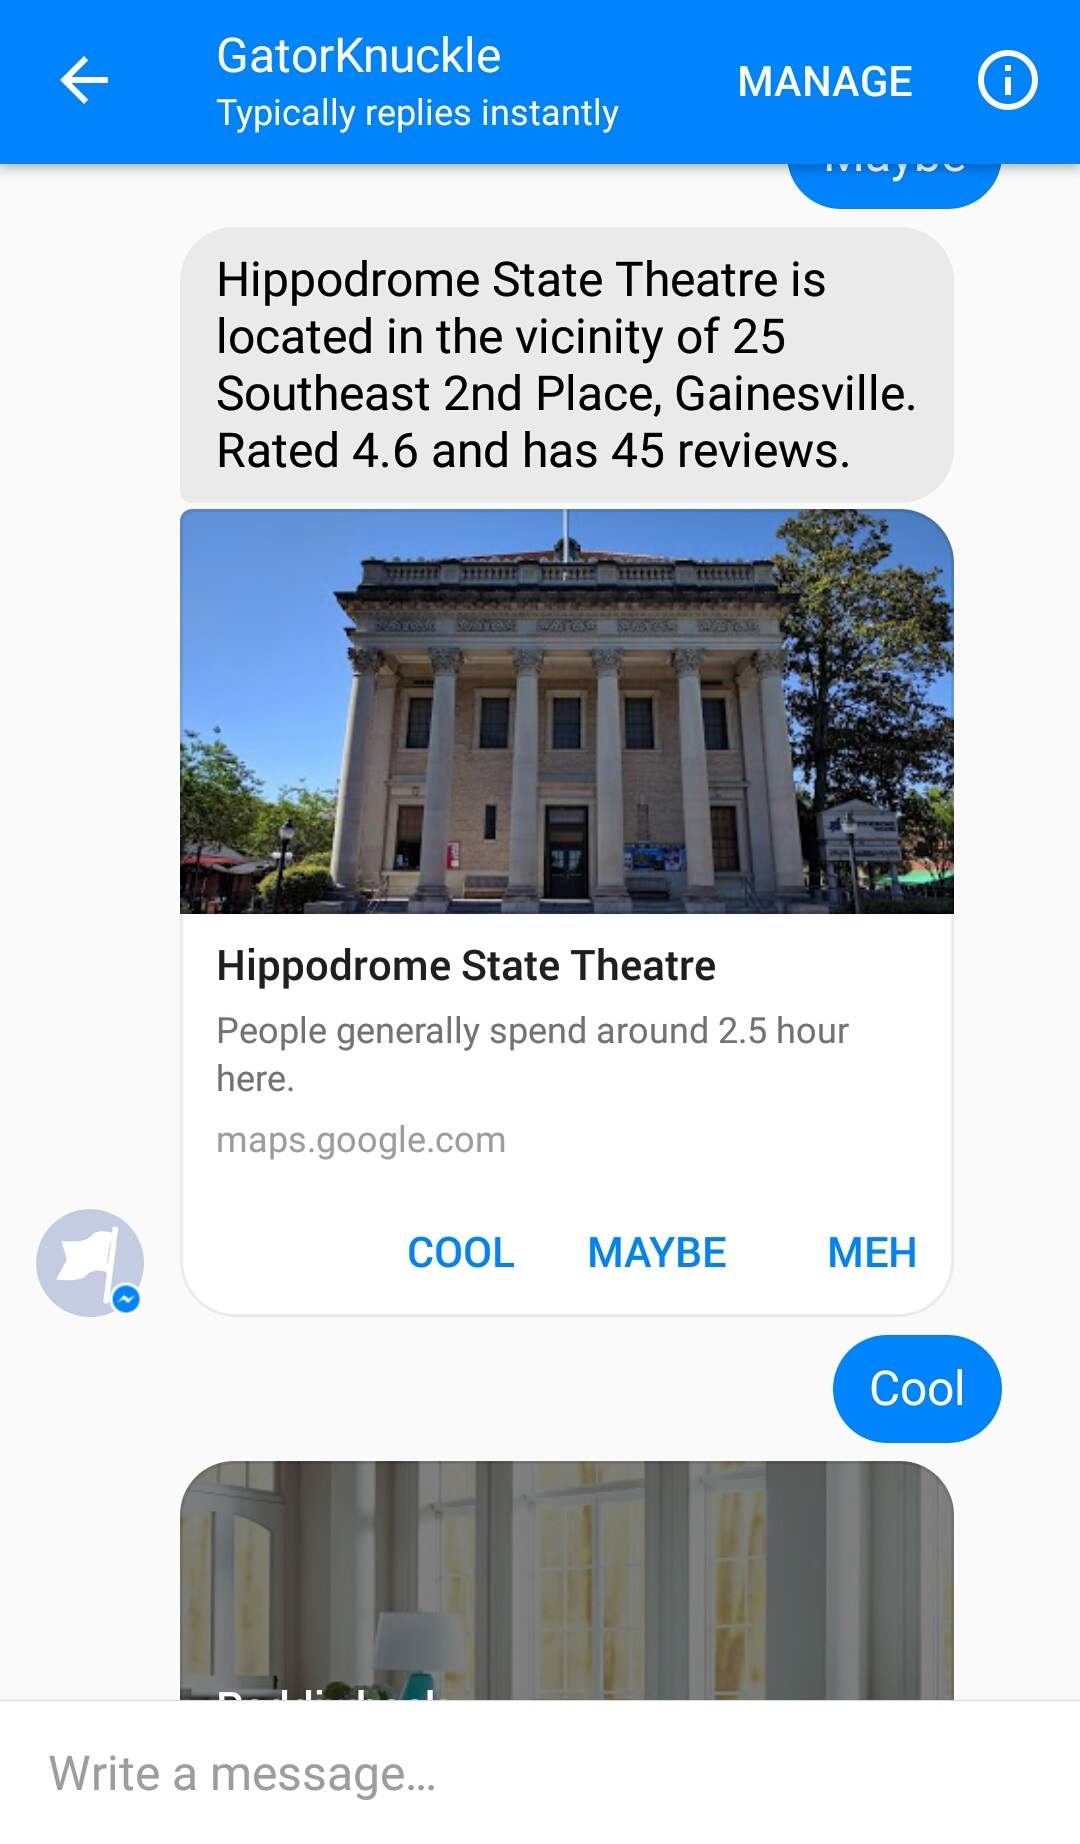 GatorKnuckle
Typically replies instantly
MANAGE
Maybe
Hippodrome State Theatre is
located in the vicinity of 25
Southeast 2nd Place, Gainesville.
Rated 4.6 and has 45 reviews.
Hippodrome State Theatre
People generally spend around 2.5 hour
here.
maps.google.com
COOL MAYBE MEH
Cool
Write a message...